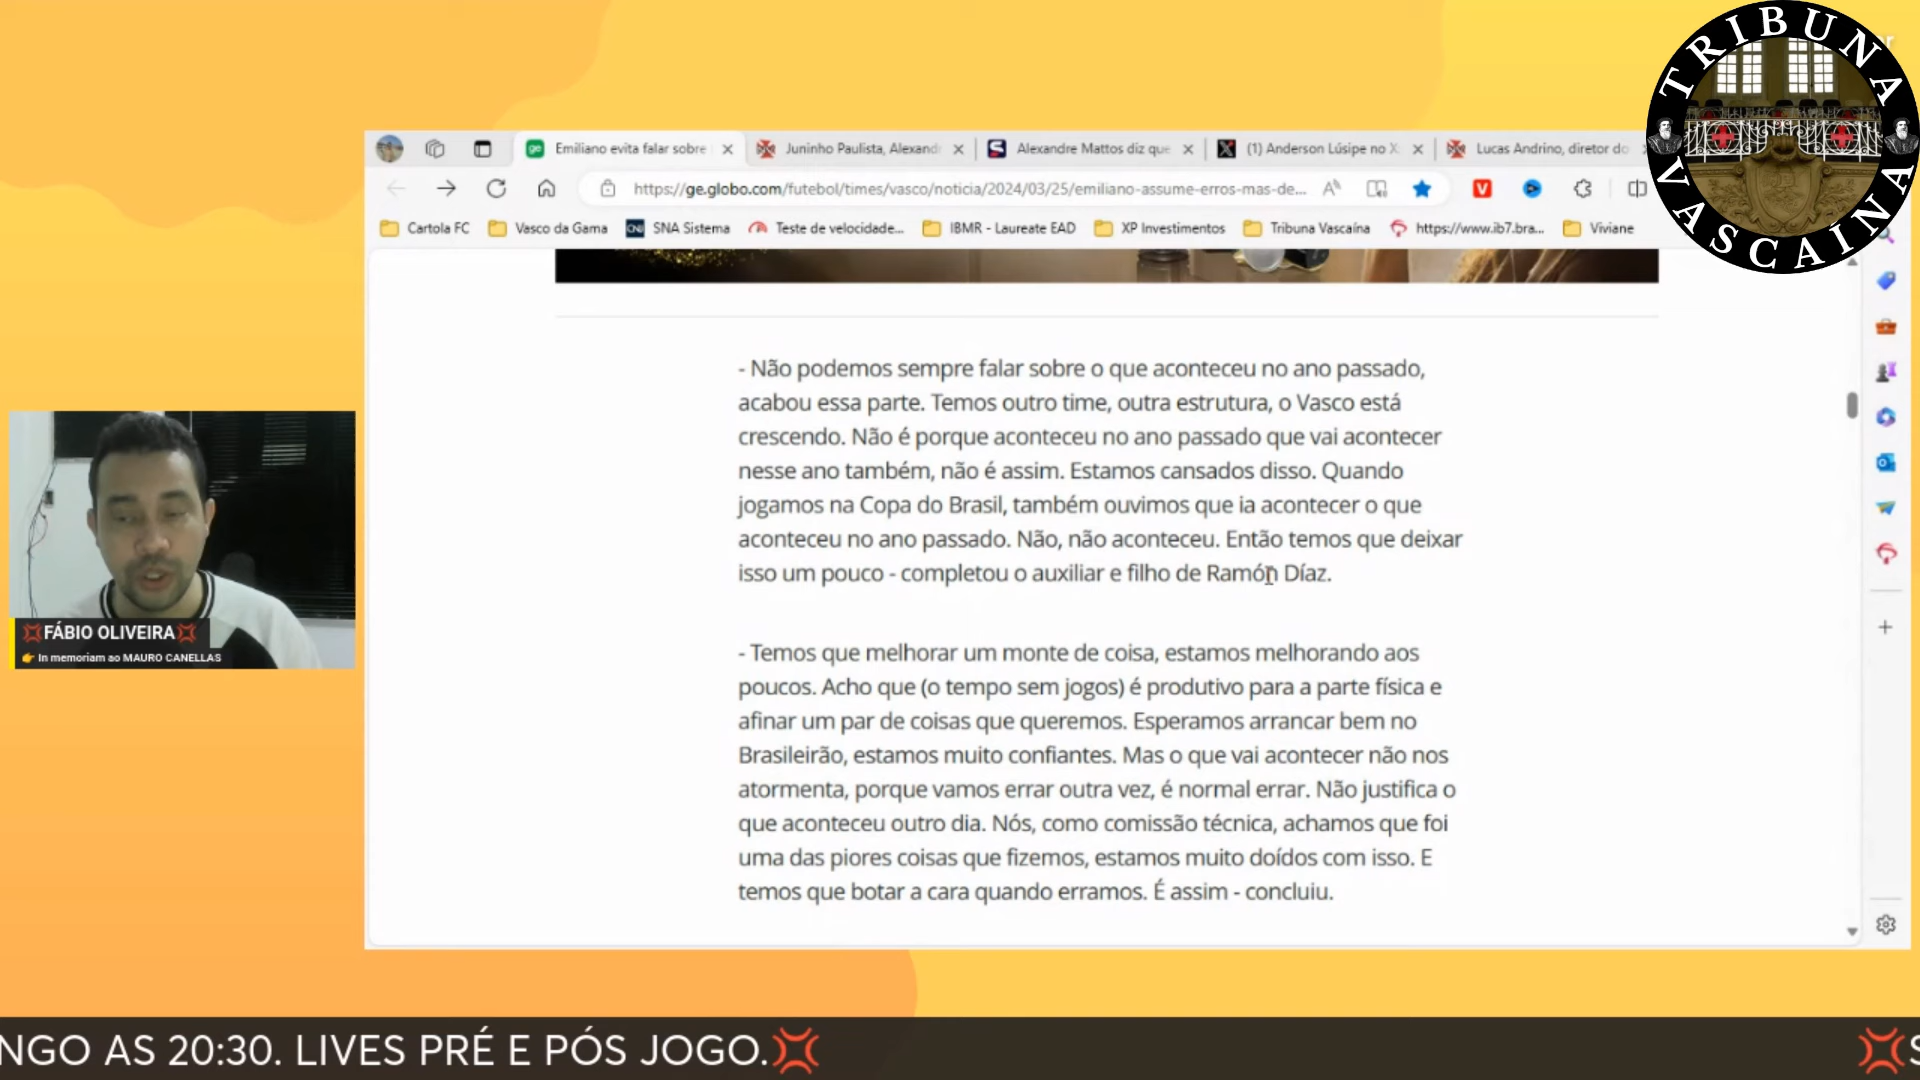 TRIBUNA
VASCAINA
Emiliano evita falar sobre
Juninho Paulista, Alexand
Alexandre Mattos diz que
(1) Anderson Lúsipe no X:
Lucas Andrino, diretor do
https://ge.globo.com/futebol/times/vasco/noticia/2024/03/25/emiliano-assume-erros-mas-de...
Cartola FC
Vasco da Gama
SNA Sistema
Teste de velocidade...
IBMR - Laureate EAD
XP Investimentos
Tribuna Vascaína
https://www.ib7.bra...
Viviane
- Não podemos sempre falar sobre o que aconteceu no ano passado,
acabou essa parte. Temos outro time, outra estrutura, o Vasco está
crescendo. Não é porque aconteceu no ano passado que vai acontecer
nesse ano também, não é assim. Estamos cansados disso. Quando
jogamos na Copa do Brasil, também ouvimos que ia acontecer o que
aconteceu no ano passado. Não, não aconteceu. Então temos que deixar
isso um pouco - completou o auxiliar e filho de Ramón Díaz.
- Temos que melhorar um monte de coisa, estamos melhorando aos
poucos. Acho que (o tempo sem jogos) é produtivo para a parte física e
afinar um par de coisas que queremos. Esperamos arrancar bem no
Brasileirão, estamos muito confiantes. Mas o que vai acontecer não nos
atormenta, porque vamos errar outra vez, é normal errar. Não justifica o
que aconteceu outro dia. Nós, como comissão técnica, achamos que foi
uma das piores coisas que fizemos, estamos muito doídos com isso. E
temos que botar a cara quando erramos. É assim - concluiu.
FÁBIO OLIVEIRA
In memoriam ao MAURO CANELLAS
NGO AS 20:30. LIVES PRÉ E PÓS JOGO.